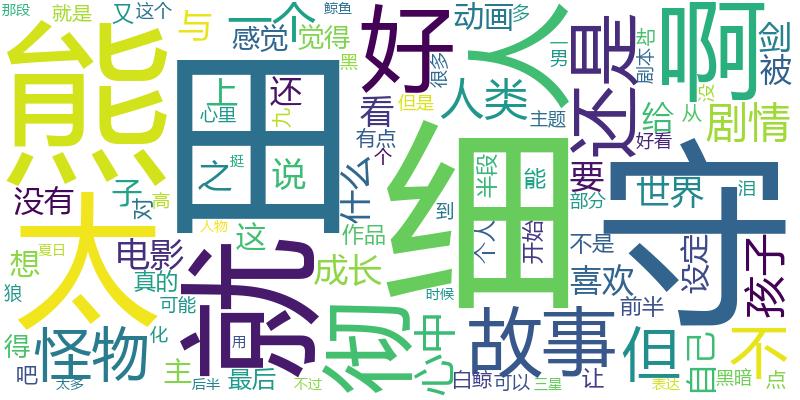 那段
就是
又
这个
与
一个
鲸鱼
好
动画
多
人
还是
啊
剑
被
熊
感觉
觉得
很多
黑
一
男
副本
却
田
上
心里
还
九
看
但是
人类
主题
没
从
给
剧情
好看
有点
之
挺
说
什么
个
细
半段
能
要
守
世界
泪
没有
子
对
高
太
人物
这
到
作品
个人
开始
部分
不是
设定
孩子
想
夏日
电影
就
真的
成长
喜欢
狼
可能
时候
前半
得
怪物
化
用
彻
心中
故事
但
自己
不
吧
太多
主
后半
最后
不过
白鲸
可以
三星
让
表达
黑暗
点